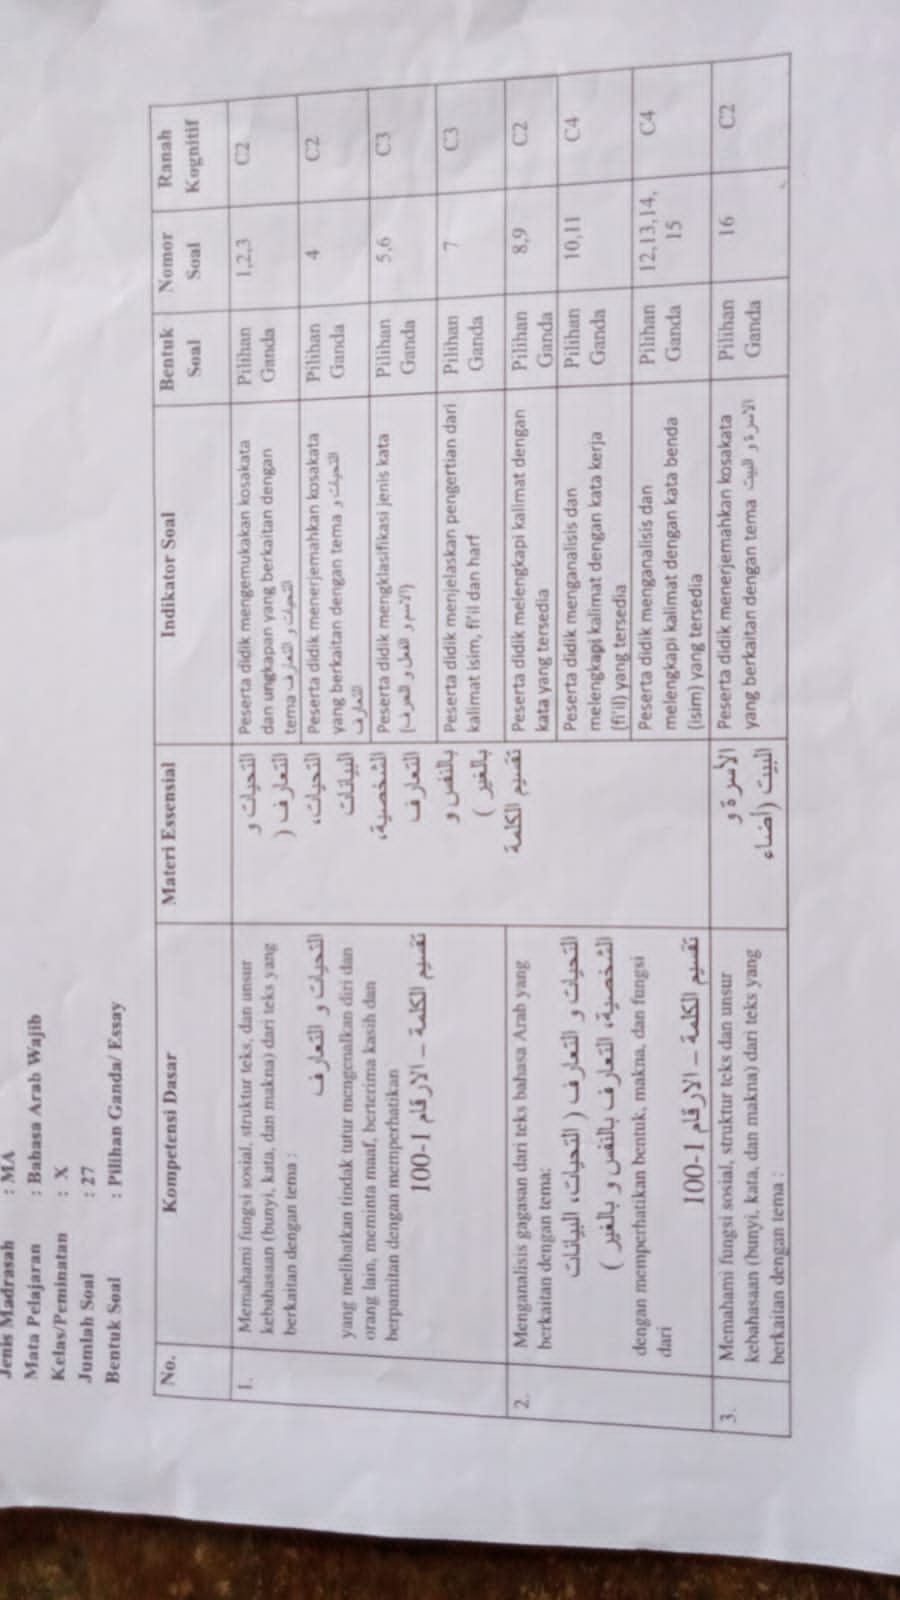 Jenis Madrasah : MA
Mata Pelajaran : Bahasa Arab Wajib
Kelas/Peminatan : X
Jumlah Soal : 27
Bentuk Soal : Pilihan Ganda/ Essay
No.
Kompetensi Dasar
Materi Essensial
Indikator Soal
Bentuk
Soal
Nomor
Soal
Ranah
Kognitif
1.
Memahami fungsi sosial, struktur teks, dan unsur
kebahasaan (bunyi, kata, dan makna) dari teks yang
berkaitan dengan tema :
التحيات و التعارف
yang melibatkan tindak tutur mengenalkan diri dan
orang lain, meminta maaf, berterima kasih dan
berpamitan dengan memperhatikan
تقسيم الكلمة – الارقام 1-100
التحيات و
التعارف (
التحيات،
البيانات
الشخصية،
التعارف
بالنفس و
بالغير )
تقسيم الكلمة
Peserta didik mengemukakan kosakata
dan ungkapan yang berkaitan dengan
tema التحيات و التعارف
Pilihan
Ganda
1,2,3
C2
Peserta didik menerjemahkan kosakata
yang berkaitan dengan tema التحيات و
التعارف
Pilihan
Ganda
4
C2
Peserta didik mengklasifikasi jenis kata
(الاسم و الفعل و الحرف)
Pilihan
Ganda
5,6
C3
Peserta didik menjelaskan pengertian dari
kalimat isim, fi'il dan harf
Pilihan
Ganda
7
C3
2.
Menganalisis gagasan dari teks bahasa Arab yang
berkaitan dengan tema:
التحيات و التعارف ( التحيات، البيانات
الشخصية، التعارف بالنفس و بالغير )
dengan memperhatikan bentuk, makna, dan fungsi
dari
تقسيم الكلمة – الارقام 1-100
Peserta didik melengkapi kalimat dengan
kata yang tersedia
Pilihan
Ganda
8,9
C2
Peserta didik menganalisis dan
melengkapi kalimat dengan kata kerja
(fi'il) yang tersedia
Pilihan
Ganda
10,11
C4
Peserta didik menganalisis dan
melengkapi kalimat dengan kata benda
(isim) yang tersedia
Pilihan
Ganda
12,13,14,
15
C4
3.
Memahami fungsi sosial, struktur teks dan unsur
kebahasaan (bunyi, kata, dan makna) dari teks yang
berkaitan dengan tema :
الأسرة و
البيت (أعضاء
Peserta didik menerjemahkan kosakata
yang berkaitan dengan tema الاسرة و البيت
Pilihan
Ganda
16
C2